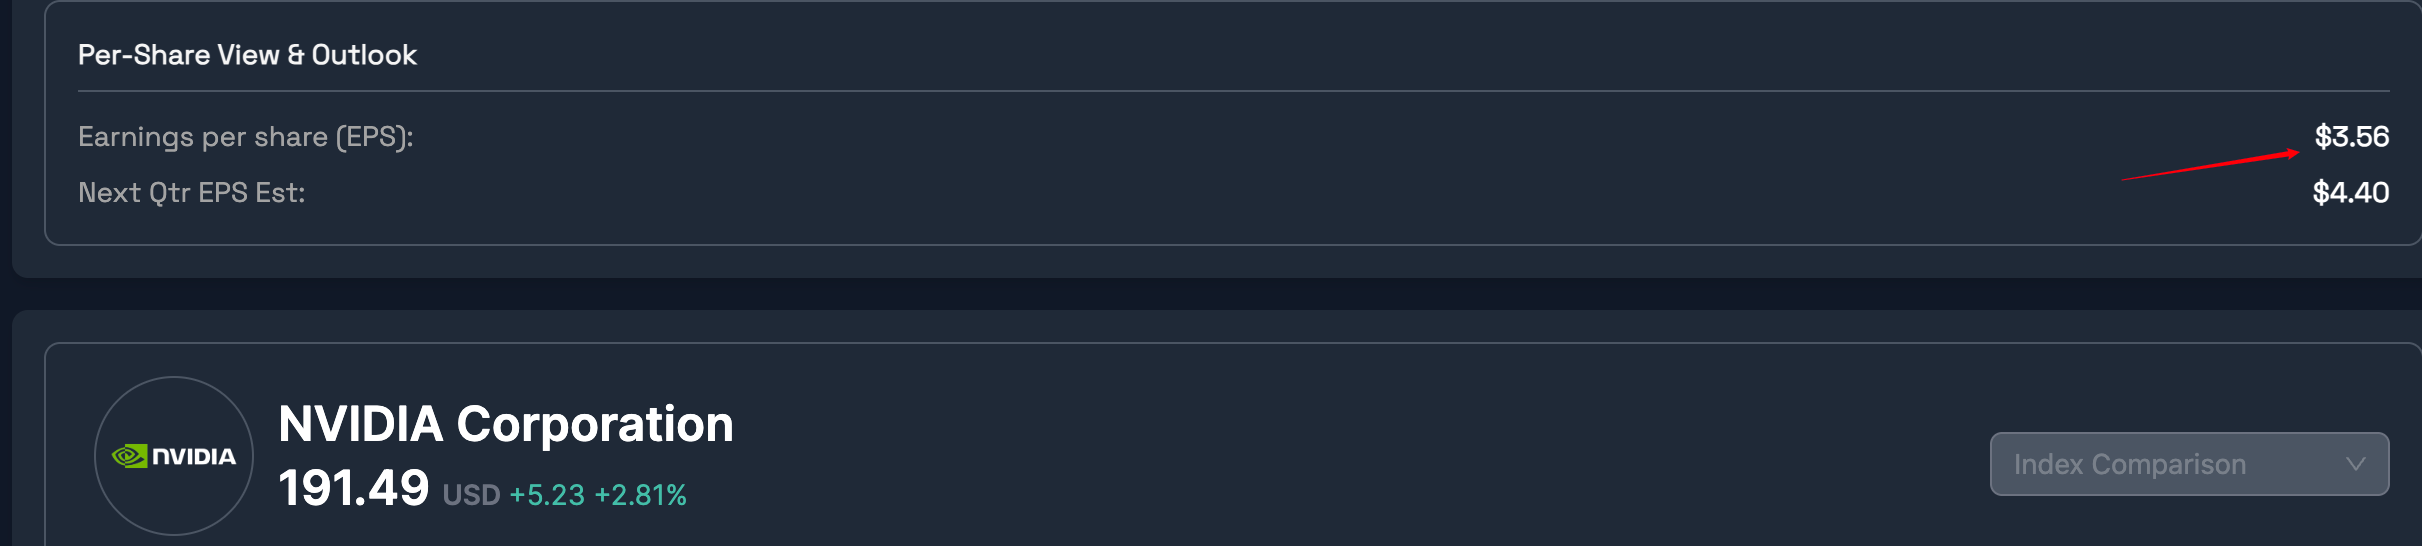 Per-Share View & Outlook
Earnings per share (EPS): $3.56
Next Qtr EPS Est: $4.40
NVIDIA
NVIDIA Corporation
191.49 USD +5.23 +2.81%
Index Comparison